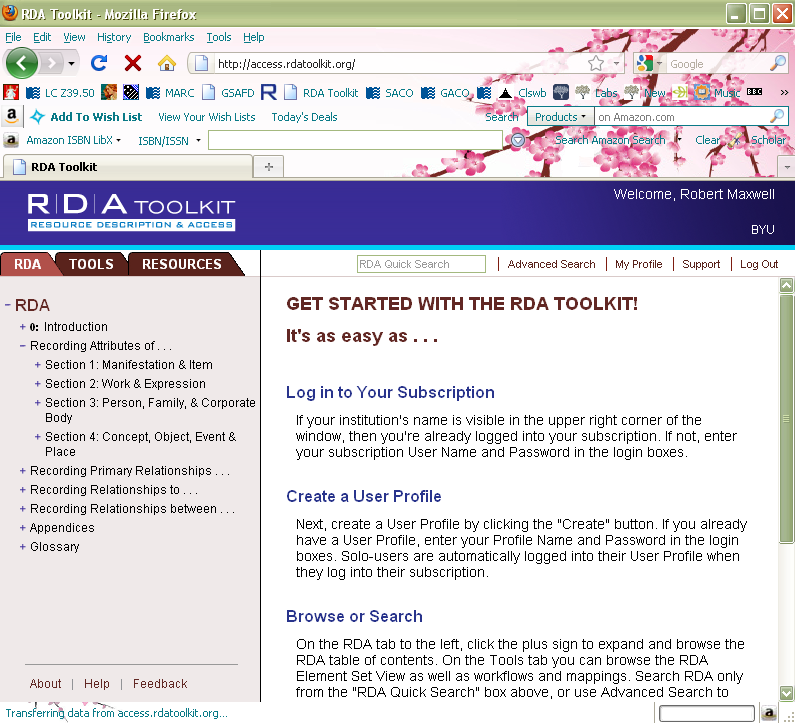 RDA Toolkit - Mozilla Firefox
File Edit View History Bookmarks Tools Help
http://access.rdatoolkit.org/ Google
LC Z39.50 MARC GSAFD RDA Toolkit SACO GACO Clswb Labs New Music BBC »
a Add To Wish List View Your Wish Lists Today's Deals Search Products on Amazon.com
a Amazon ISBN LibX ISBN/ISSN Search Amazon Search Clear Scholar
RDA Toolkit
R|D|A TOOLKIT
RESOURCE DESCRIPTION & ACCESS
Welcome, Robert Maxwell
BYU
RDA TOOLS RESOURCES
RDA Quick Search | Advanced Search | My Profile | Support | Log Out
- RDA
+ 0: Introduction
- Recording Attributes of . . .
+ Section 1: Manifestation & Item
+ Section 2: Work & Expression
+ Section 3: Person, Family, & Corporate
Body
+ Section 4: Concept, Object, Event &
Place
+ Recording Primary Relationships . . .
+ Recording Relationships to . . .
+ Recording Relationships between . . .
+ Appendices
+ Glossary
About | Help | Feedback
GET STARTED WITH THE RDA TOOLKIT!
It's as easy as . . .
Log in to Your Subscription
If your institution's name is visible in the upper right corner of the
window, then you're already logged into your subscription. If not, enter
your subscription User Name and Password in the login boxes.
Create a User Profile
Next, create a User Profile by clicking the "Create" button. If you already
have a User Profile, enter your Profile Name and Password in the login
boxes. Solo-users are automatically logged into their User Profile when
they log into their subscription.
Browse or Search
On the RDA tab to the left, click the plus sign to expand and browse the
RDA table of contents. On the Tools tab you can browse the RDA
Element Set View as well as workflows and mappings. Search RDA only
from the "RDA Quick Search" box above, or use Advanced Search to
Transferring data from access.rdatoolkit.org...
a